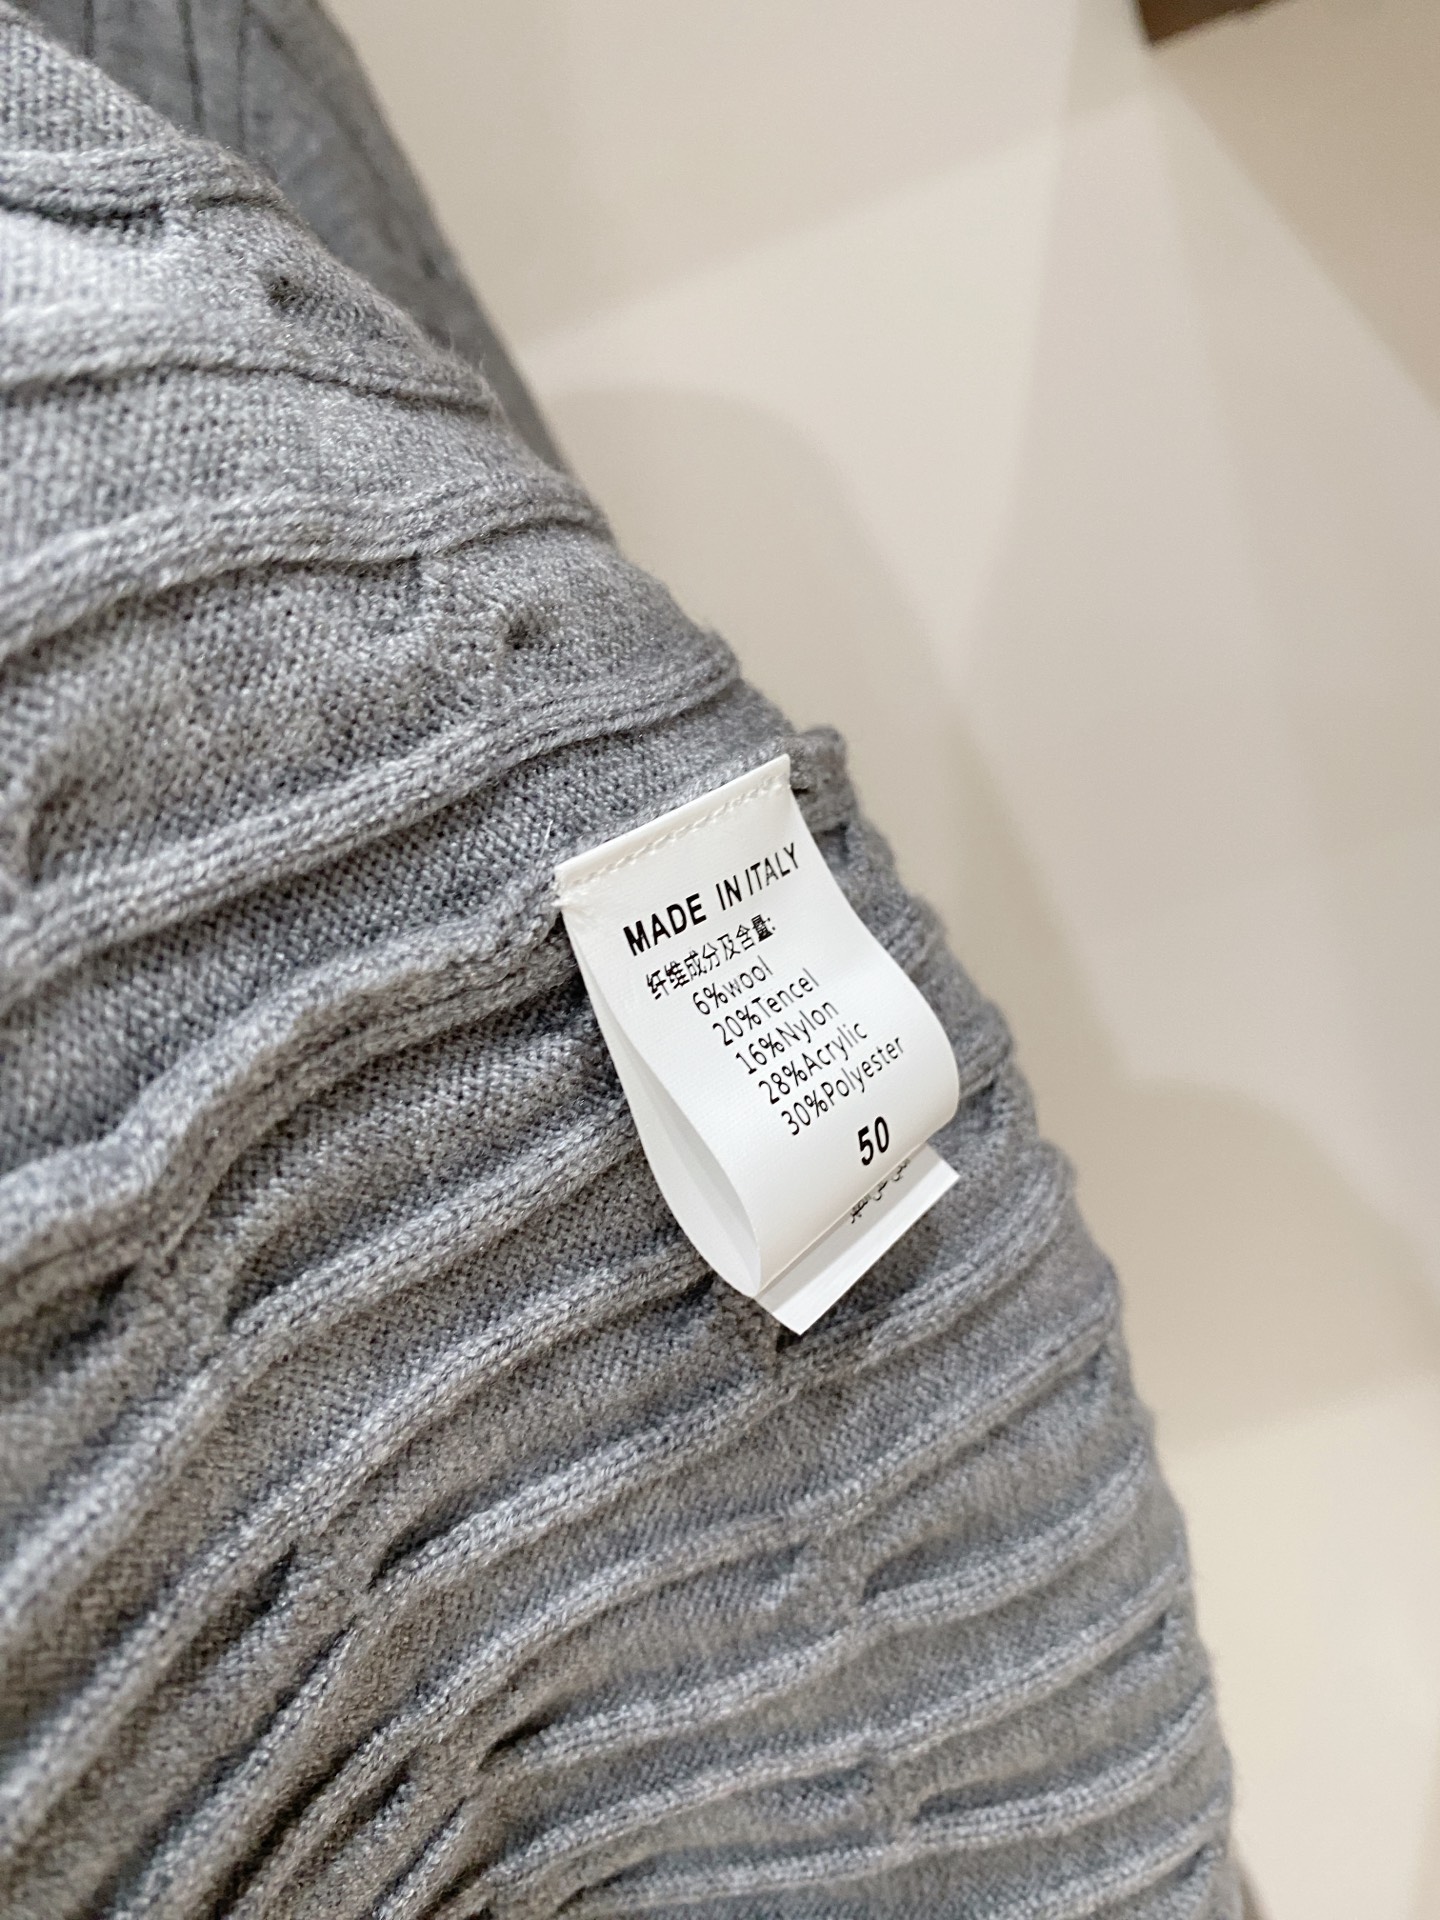 MADE IN ITALY
纤维成分及含量:
6%wool
20%Tencel
16%Nylon
28%Acrylic
30%Polyester
50